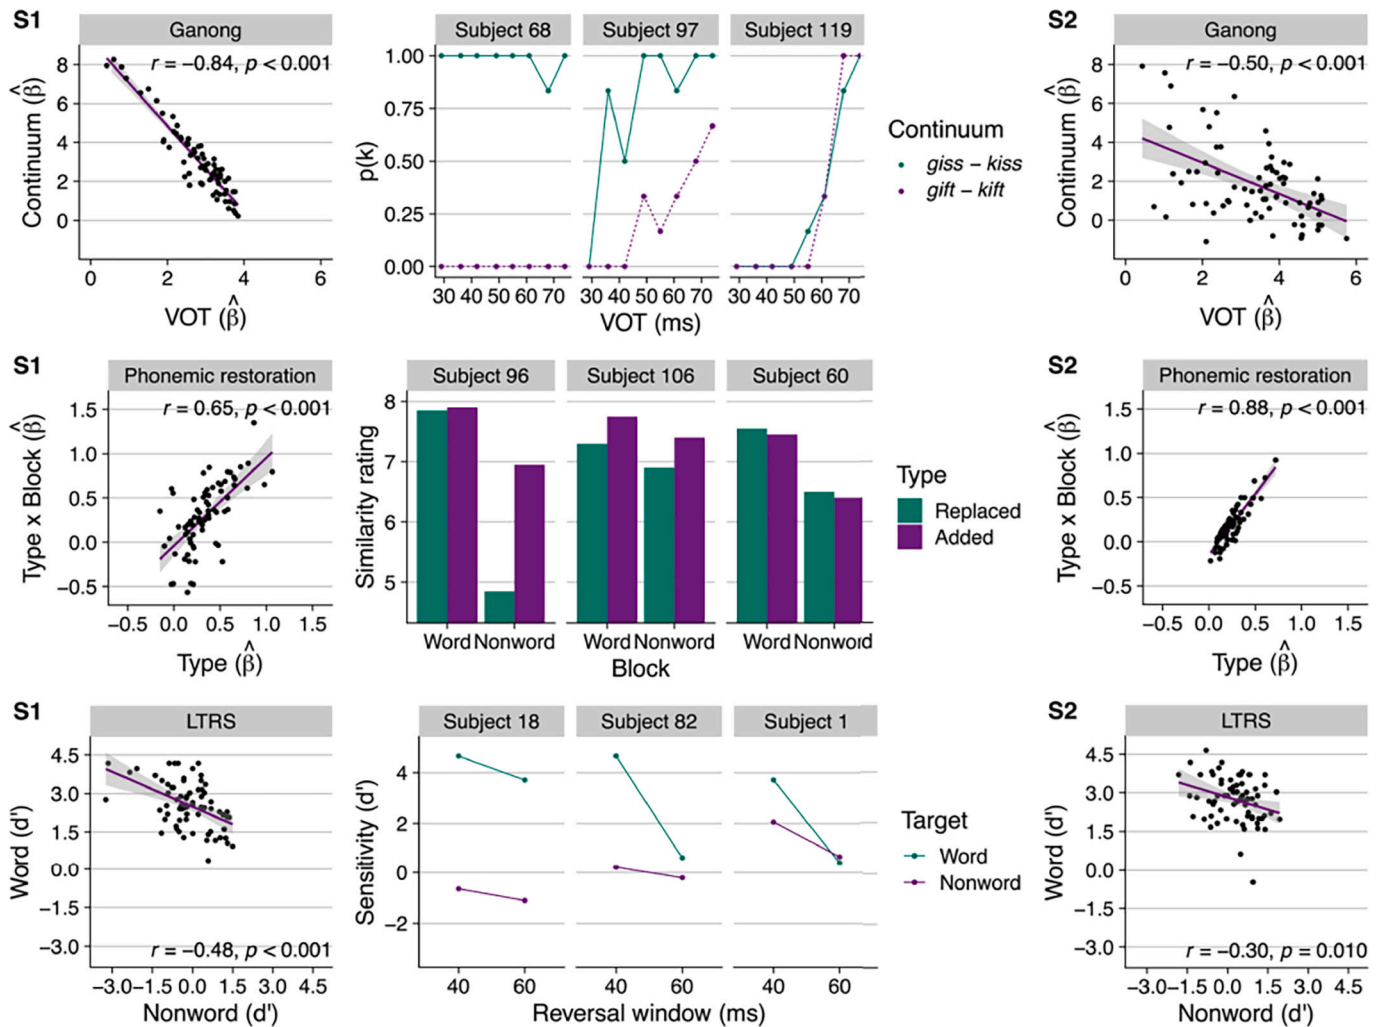 S1
Ganong
r = −0.84, p < 0.001
Continuum (β̂)
8
6
4
2
0
0 2 4 6
VOT (β̂)
Subject 68 Subject 97 Subject 119
p(k)
1.00
0.75
0.50
0.25
0.00
30 40 50 60 70 30 40 50 60 70 30 40 50 60 70
VOT (ms)
Continuum
giss − kiss
gift − kift
S2
Ganong
r = −0.50, p < 0.001
Continuum (β̂)
8
6
4
2
0
0 2 4 6
VOT (β̂)
S1
Phonemic restoration
r = 0.65, p < 0.001
Type x Block (β̂)
1.5
1.0
0.5
0.0
−0.5
−0.5 0.0 0.5 1.0 1.5
Type (β̂)
Subject 96 Subject 106 Subject 60
Similarity rating
8
7
6
5
Word Nonword Word Nonword Word Nonword
Block
Type
Replaced
Added
S2
Phonemic restoration
r = 0.88, p < 0.001
Type x Block (β̂)
1.5
1.0
0.5
0.0
−0.5
−0.5 0.0 0.5 1.0 1.5
Type (β̂)
S1
LTRS
Word (d')
4.5
3.0
1.5
0.0
−1.5
−3.0
r = −0.48, p < 0.001
−3.0 −1.5 0.0 1.5 3.0 4.5
Nonword (d')
Subject 18 Subject 82 Subject 1
Sensitivity (d')
4
2
0
−2
40 60 40 60 40 60
Reversal window (ms)
Target
Word
Nonword
S2
LTRS
Word (d')
4.5
3.0
1.5
0.0
−1.5
−3.0
r = −0.30, p = 0.010
−3.0 −1.5 0.0 1.5 3.0 4.5
Nonword (d')